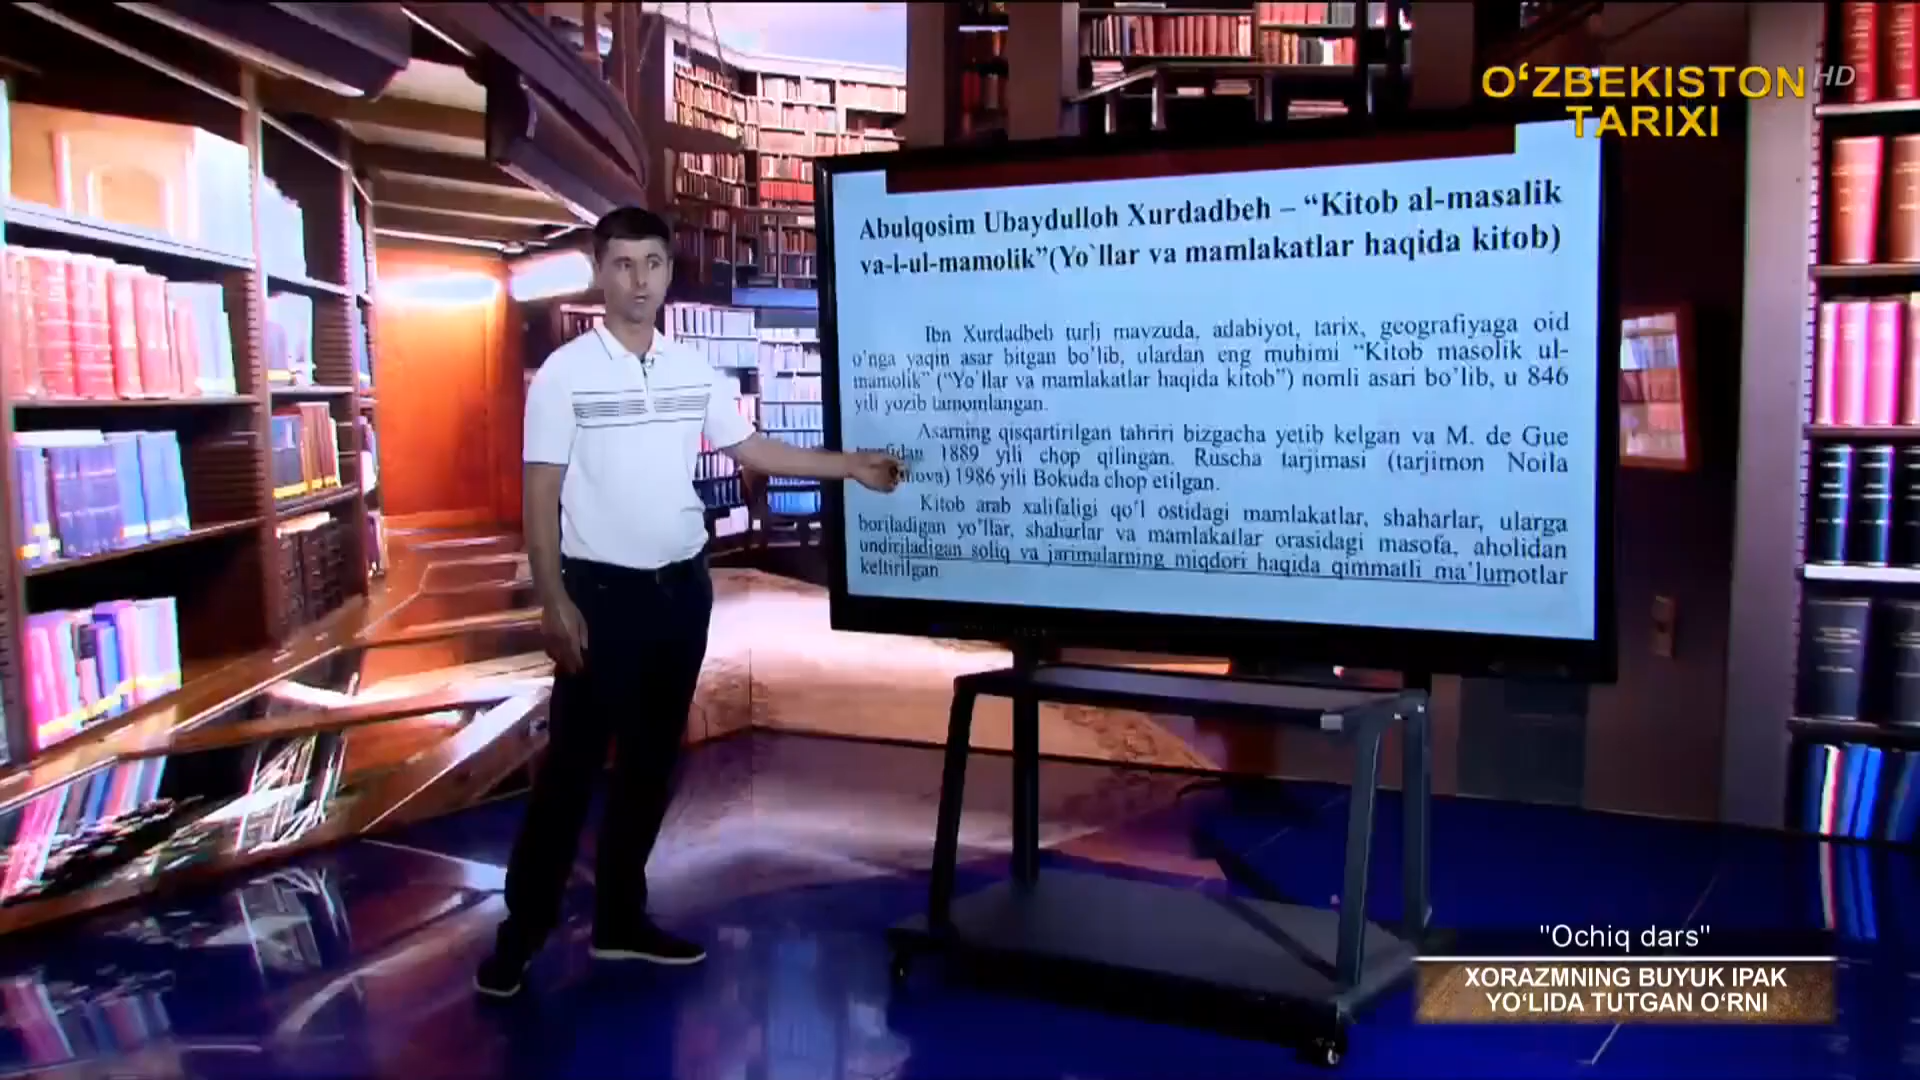 O‘ZBEKISTON HD
TARIXI
Abulqosim Ubaydulloh Xurdadbeh – “Kitob al-masalik
va-l-ul-mamolik”(Yo`llar va mamlakatlar haqida kitob)
Ibn Xurdadbeh turli mavzuda, adabiyot, tarix, geografiyaga oid
o’nga yaqin asar bitgan bo’lib, ulardan eng muhimi “Kitob masolik ul-
mamolik” (“Yo’llar va mamlakatlar haqida kitob”) nomli asari bo’lib, u 846
yili yozib tamomlangan.
Asarning qisqartirilgan tahriri bizgacha yetib kelgan va M. de Gue
1889 yili chop qilingan. Ruscha tarjimasi (tarjimon Noila
1986 yili Bokuda chop etilgan.
Kitob arab xalifaligi qo’l ostidagi mamlakatlar, shaharlar, ularga
boriladigan yo’llar, shaharlar va mamlakatlar orasidagi masofa, aholidan
undiriladigan soliq va jarimalarning miqdori haqida qimmatli ma’lumotlar
keltirilgan
"Ochiq dars"
XORAZMNING BUYUK IPAK
YO‘LIDA TUTGAN O‘RNI